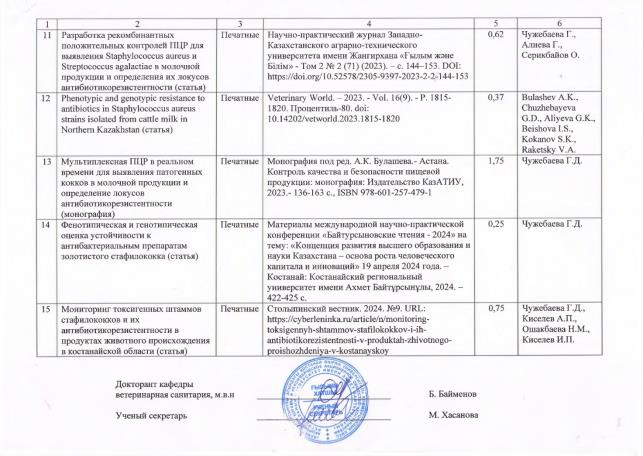 1 2 3 4 5 6
11 Разработка рекомбинантных положительных контролей ПЦР для выявления Staphylococcus aureus и Streptococcus agalactiae в молочной продукции и определения их локусов антибиотикорезистентности (статья)
Печатные
Научно-практический журнал Западно-
Казахстанского аграрно-технического
университета имени Жангирхана «Ғылым және
Білім» - Том 2 № 2 (71) (2023). – с. 144–153. DOI:
https://doi.org/10.52578/2305-9397-2023-2-2-144-153
0,62
Чужебаева Г.,
Алиева Г.,
Серикбайов О.
12
Phenotypic and genotypic resistance to
antibiotics in Staphylococcus aureus
strains isolated from cattle milk in
Northern Kazakhstan (статья)
Печатные
Veterinary World. – 2023. - Vol. 16(9). - P. 1815-
1820. Процентиль-80. doi:
10.14202/vetworld.2023.1815-1820
0,37
Bulashev A.K.,
Chuzhebayeva
G.D., Aliyeva G.K.,
Beishova I.S.,
Kokanov S.K.,
Raketsky V.A.
13
Мультиплексная ПЦР в реальном
времени для выявления патогенных
кокков в молочной продукции и
определение локусов
антибиотикорезистентности
(монография)
Печатные
Монография под ред. А.К. Булашева.- Астана.
Контроль качества и безопасности пищевой
продукции: монография: Издательство КазАТИУ,
2023.- 136-163 с., ISBN 978-601-257-479-1
1,75
Чужебаева Г.Д.
14
Фенотипическая и генотипическая
оценка устойчивости к
антибактериальным препаратам
золотистого стафилококка (статья)
Печатные
Материалы международной научно-практической
конференции «Байтурсыновские чтения - 2024» на
тему: «Концепция развития высшего образования и
науки Казахстана – основа роста человеческого
капитала и инноваций» 19 апреля 2024 года. –
Костанай: Костанайский региональный
университет имени Ахмет Байтұрсынұлы, 2024. –
422-425 с.
0,25
Чужебаева Г.Д.
15
Мониторинг токсигенных штаммов
стафилококков и их
антибиотикорезистентности в
продуктах животного происхождения
в костанайской области (статья)
Печатные
Столыпинский вестник. 2024. №9. URL:
https://cyberleninka.ru/article/n/monitoring-
toksigennyh-shtammov-stafilokokkov-i-ih-
antibiotikorezistentnosti-v-produktah-zhivotnogo-
proishozhdeniya-v-kostanayskoy
0,75
Чужебаева Г.Д.,
Киселев А.П.,
Ошакбаева Н.М.,
Киселев И.П.
Докторант кафедры
ветеринарная санитария, м.в.н
Б. Байменов
Ученый секретарь
М. Хасанова
ҒЫЛЫМИ
ХАТШЫ
УЧЕНЫЙ
СЕКРЕТАРЬ